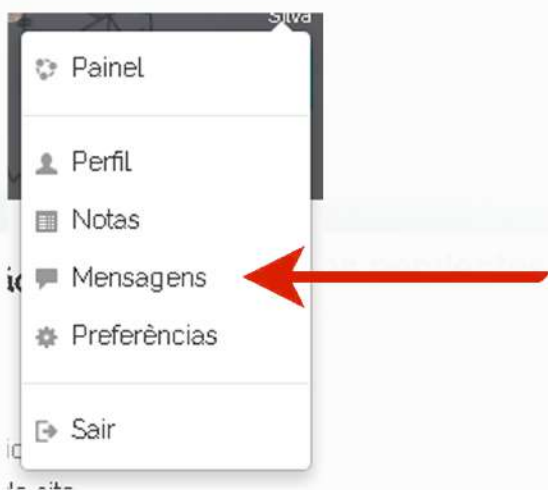 Silva
Painel
Perfil
Notas
Mensagens
Preferências
Sair